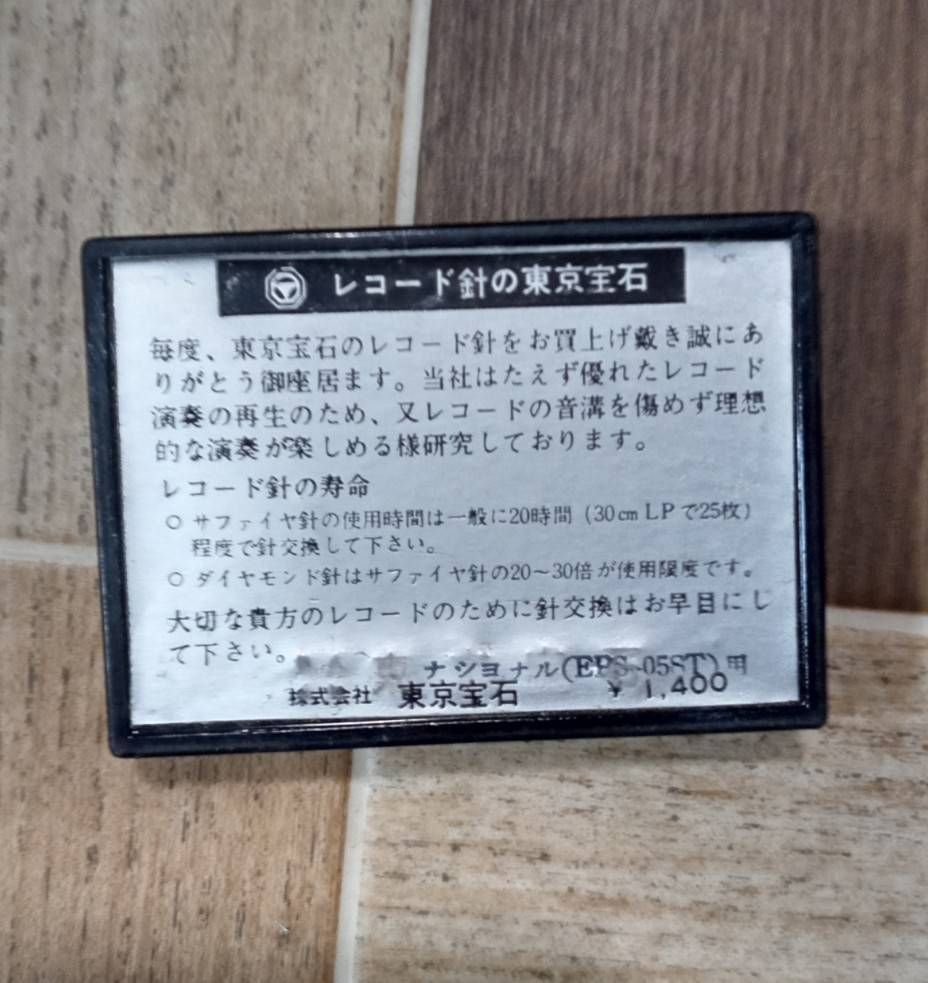 レコード針の東京宝石
毎度、東京宝石のレコード針をお買上げ戴き誠にあ
りがとう御座居ます。当社はたえず優れたレコード
演奏の再生のため、又レコードの音溝を傷めず理想
的な演奏が楽しめる様研究しております。
レコード針の寿命
○ サファイヤ針の使用時間は一般に20時間（30cm LPで25枚）
程度で針交換して下さい。
○ ダイヤモンド針はサファイヤ針の20～30倍が使用限度です。
大切な貴方のレコードのために針交換はお早目にし
て下さい。
ナショナル(EPS-05ST)用
株式会社 東京宝石 ¥1,400